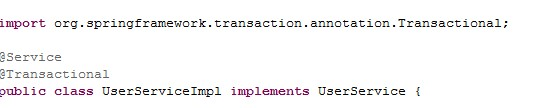 import org.springframework.transaction.annotation.Transactional;
@Service
@Transactional
public class UserServiceImpl implements UserService {